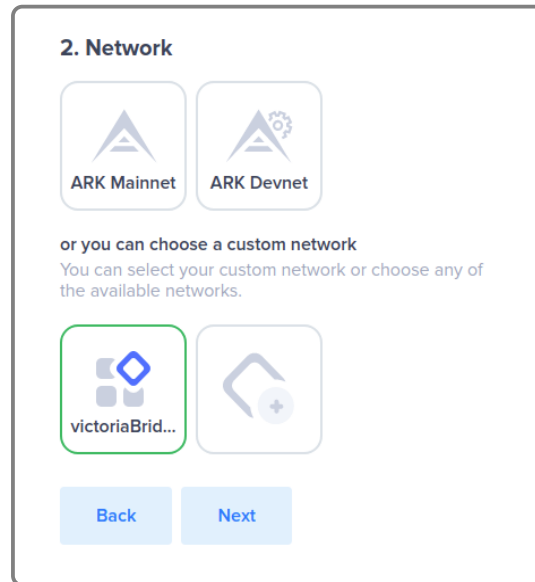 2. Network
ARK Mainnet
ARK Devnet
or you can choose a custom network
You can select your custom network or choose any of
the available networks.
victoriaBrid...
Back
Next